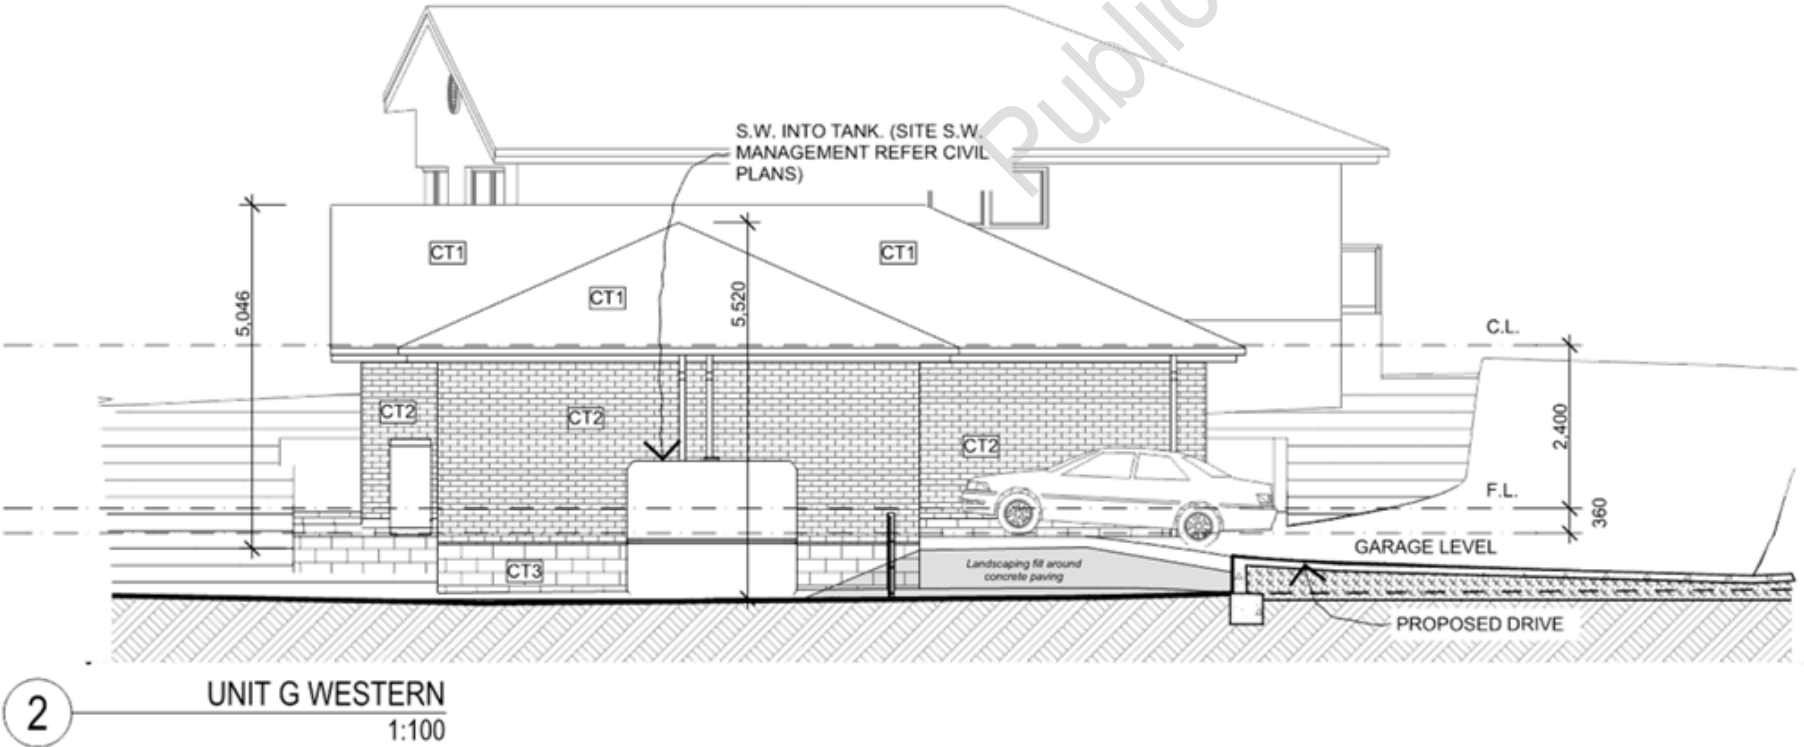 Public
S.W. INTO TANK. (SITE S.W.
MANAGEMENT REFER CIVIL
PLANS)
CT1
CT1
CT1
5,046
5,520
C.L.
CT2
CT2
CT2
2,400
F.L.
360
GARAGE LEVEL
Landscaping fill around
concrete paving
CT3
PROPOSED DRIVE
2
UNIT G WESTERN
1:100